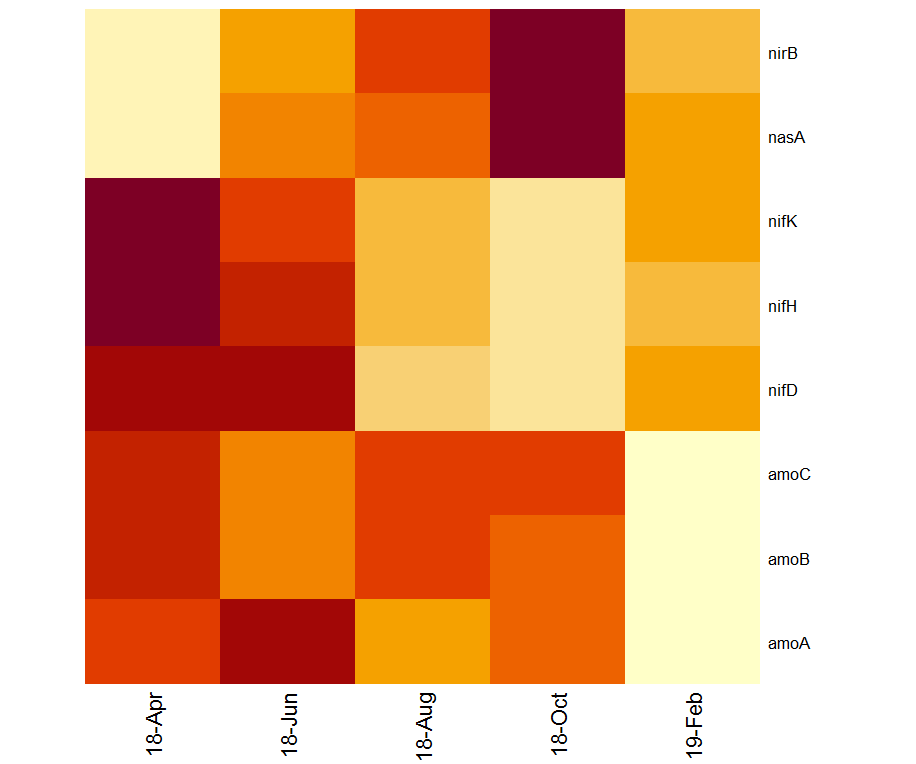 nirB
nasA
nifK
nifH
nifD
amoC
amoB
amoA
18-Apr
18-Jun
18-Aug
18-Oct
19-Feb